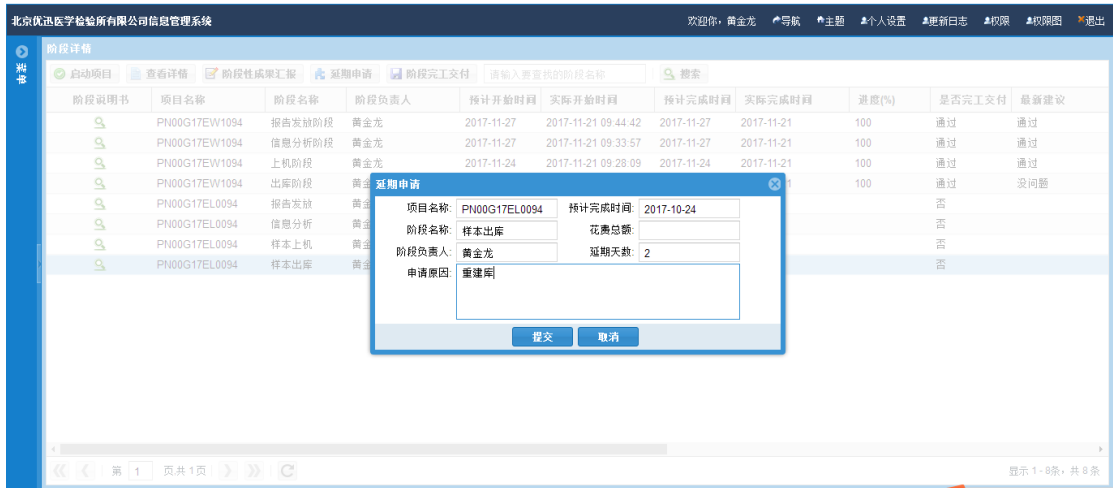 北京优迅医学检验所有限公司信息管理系统 欢迎你，黄金龙 导航 主题 个人设置 更新日志 权限 权限图 退出
菜单
阶段详情
启动项目 查看详情 阶段性成果汇报 延期申请 阶段完工交付 请输入要查找的阶段名称 搜索
阶段说明书 项目名称 阶段名称 阶段负责人 预计开始时间 实际开始时间 预计完成时间 实际完成时间 进度(%) 是否完工交付 最新建议
PN00G17EW1094 报告发放阶段 黄金龙 2017-11-27 2017-11-21 09:44:42 2017-11-27 2017-11-21 100 通过 通过
PN00G17EW1094 信息分析阶段 黄金龙 2017-11-27 2017-11-21 09:33:57 2017-11-27 2017-11-21 100 通过 通过
PN00G17EW1094 上机阶段 黄金龙 2017-11-24 2017-11-21 09:28:09 2017-11-24 2017-11-21 100 通过 通过
PN00G17EW1094 出库阶段 黄金 1 100 通过 没问题
PN00G17EL0094 报告发放 黄金 否
PN00G17EL0094 信息分析 黄金 否
PN00G17EL0094 样本上机 黄金 否
PN00G17EL0094 样本出库 黄金 否
延期申请
项目名称: PN00G17EL0094 预计完成时间: 2017-10-24
阶段名称: 样本出库 花费总额:
阶段负责人: 黄金龙 延期天数: 2
申请原因: 重建库
提交 取消
第 1 页,共 1页 显示 1 - 8条，共 8 条